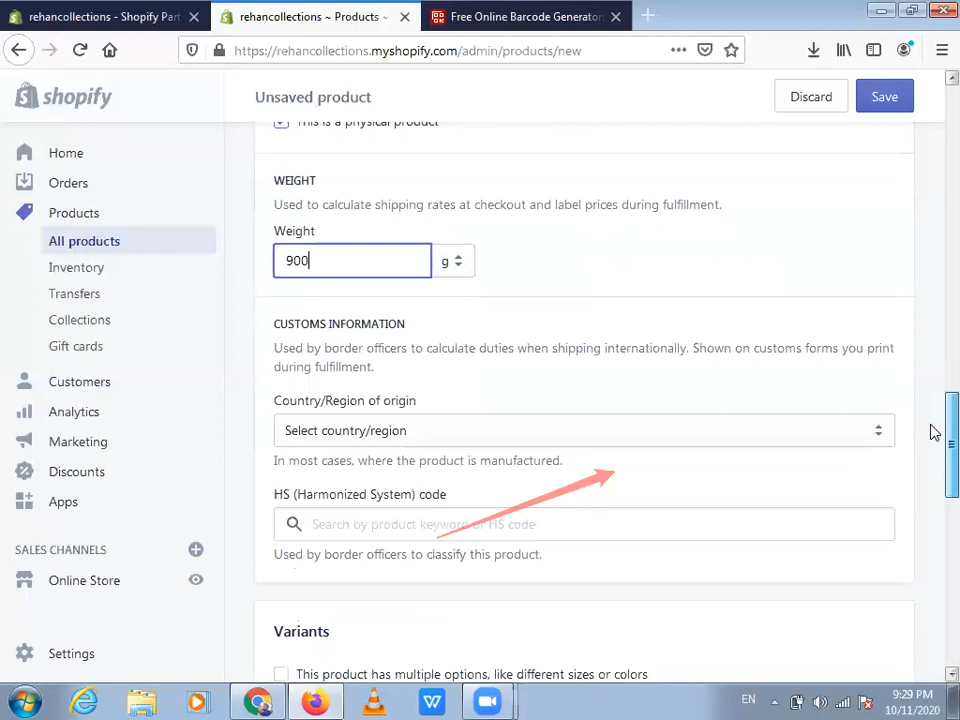 rehancollections - Shopify Part
rehancollections ~ Products ~
Free Online Barcode Generator
https://rehancollections.myshopify.com/admin/products/new
shopify
Unsaved product
Discard
Save
This is a physical product
Home
Orders
Products
All products
Inventory
Transfers
Collections
Gift cards
Customers
Analytics
Marketing
Discounts
Apps
SALES CHANNELS
Online Store
Settings
WEIGHT
Used to calculate shipping rates at checkout and label prices during fulfillment.
Weight
900
g
CUSTOMS INFORMATION
Used by border officers to calculate duties when shipping internationally. Shown on customs forms you print
during fulfillment.
Country/Region of origin
Select country/region
In most cases, where the product is manufactured.
HS (Harmonized System) code
Search by product keyword or HS code
Used by border officers to classify this product.
Variants
This product has multiple options, like different sizes or colors
EN
9:29 PM
10/11/2020